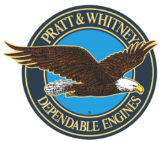 PRATT & WHITNEY
DEPENDABLE ENGINES